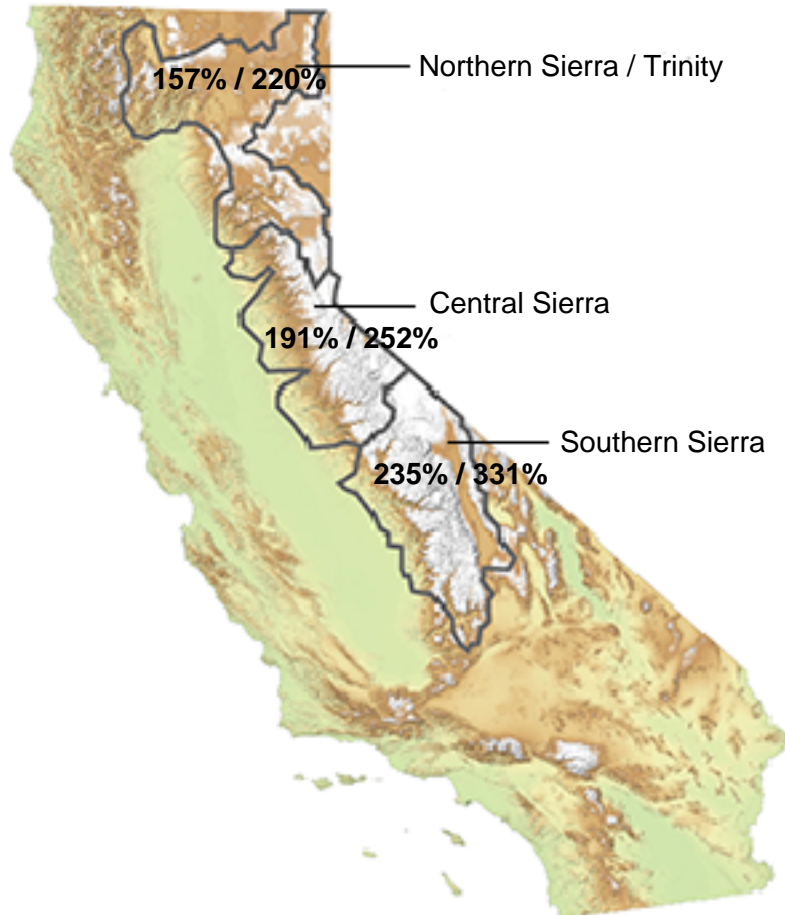 Northern Sierra / Trinity
157% / 220%
Central Sierra
191% / 252%
Southern Sierra
235% / 331%